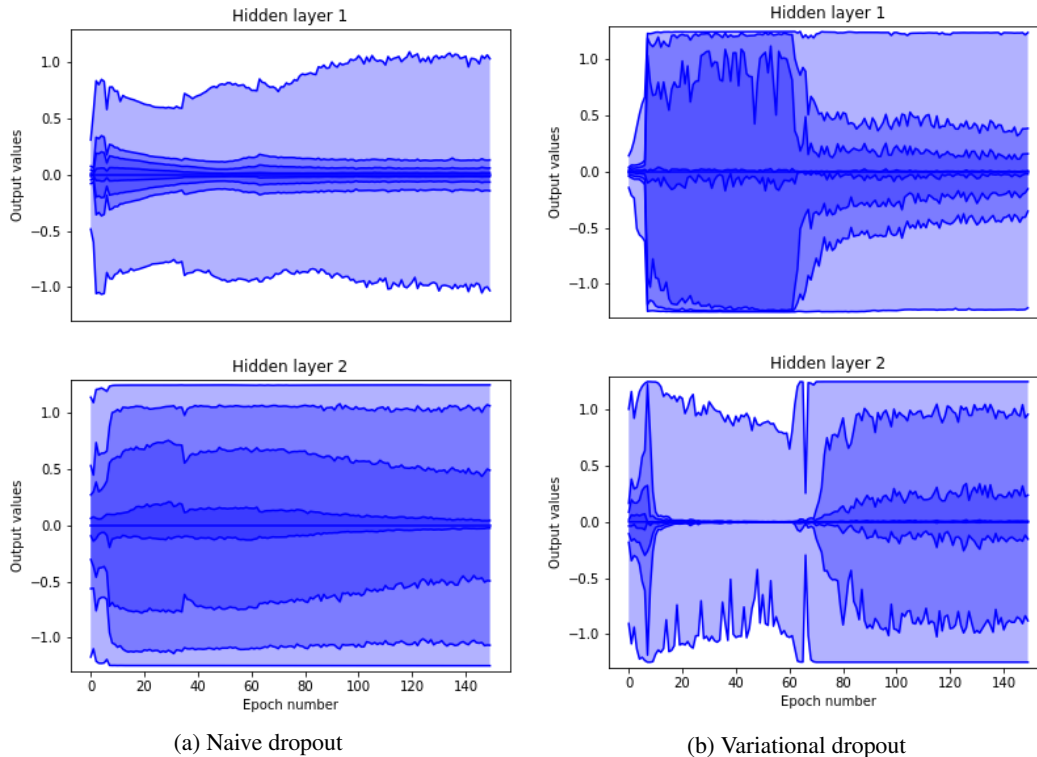 Hidden layer 1
Output values
1.0
0.5
0.0
−0.5
−1.0
Hidden layer 2
Output values
1.0
0.5
0.0
−0.5
−1.0
0 20 40 60 80 100 120 140
Epoch number
(a) Naive dropout
Hidden layer 1
Output values
1.0
0.5
0.0
−0.5
−1.0
Hidden layer 2
Output values
1.0
0.5
0.0
−0.5
−1.0
0 20 40 60 80 100 120 140
Epoch number
(b) Variational dropout